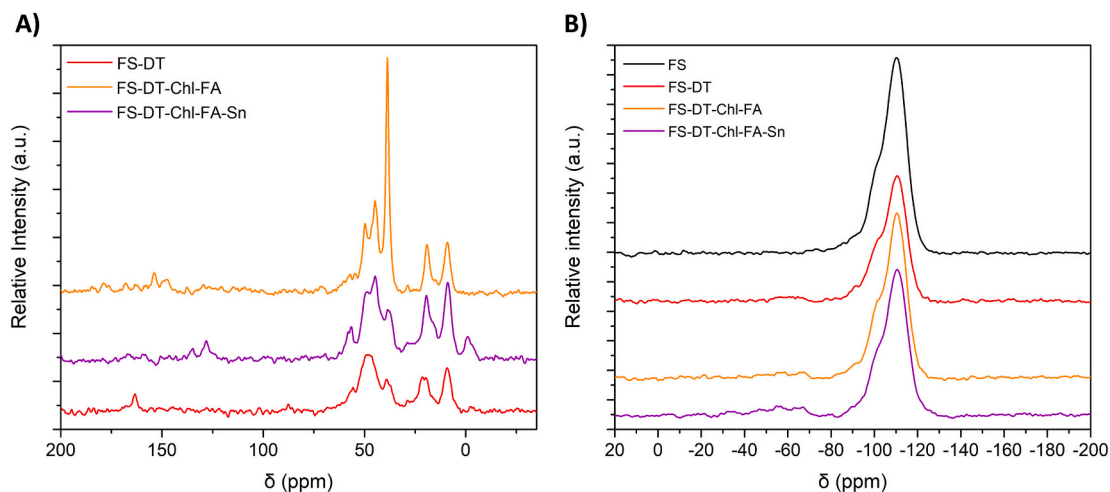 A)
FS-DT
FS-DT-Chl-FA
FS-DT-Chl-FA-Sn
Relative Intensity (a.u.)
200 150 100 50 0
δ (ppm)
B)
FS
FS-DT
FS-DT-Chl-FA
FS-DT-Chl-FA-Sn
Relative intensity (a.u.)
20 0 -20 -40 -60 -80 -100 -120 -140 -160 -180 -200
δ (ppm)